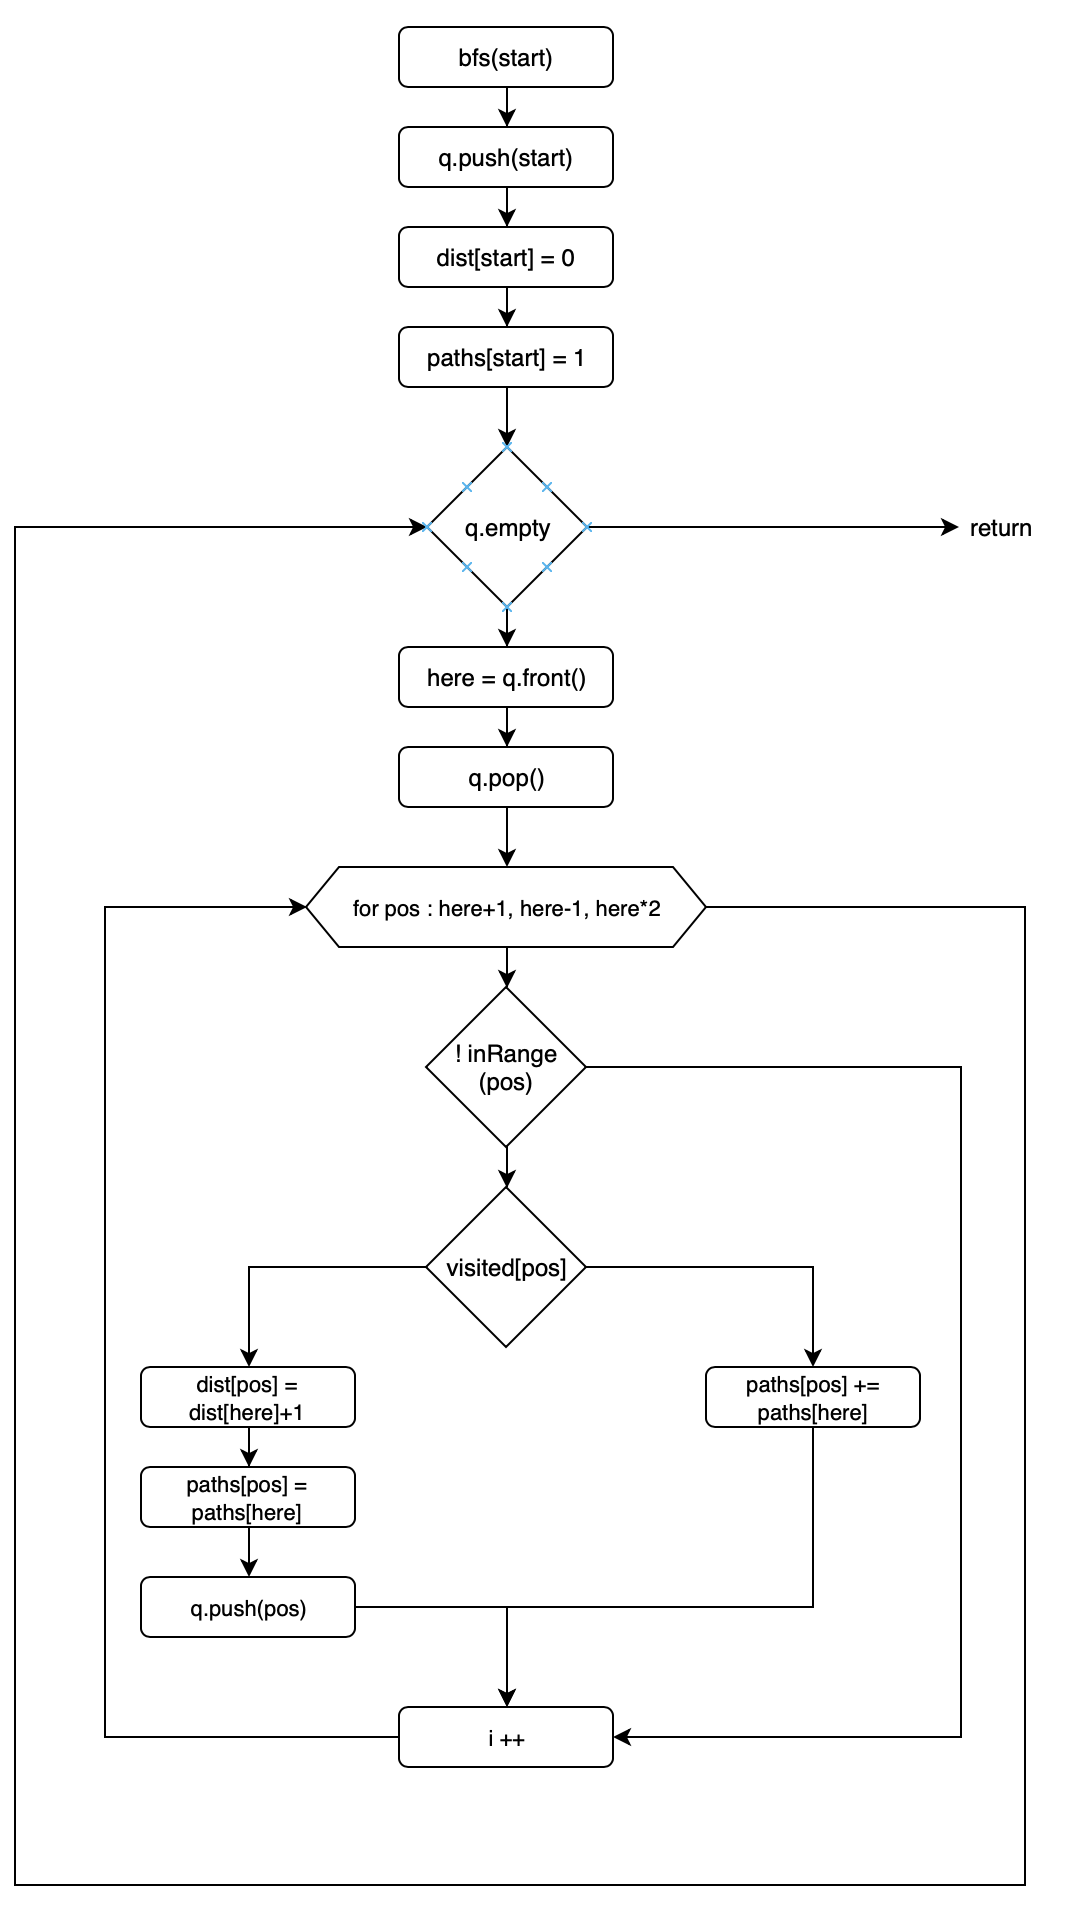 bfs(start)
q.push(start)
dist[start] = 0
paths[start] = 1
q.empty
return
here = q.front()
q.pop()
for pos : here+1, here-1, here*2
! inRange
(pos)
visited[pos]
dist[pos] =
dist[here]+1
paths[pos] +=
paths[here]
paths[pos] =
paths[here]
q.push(pos)
i ++